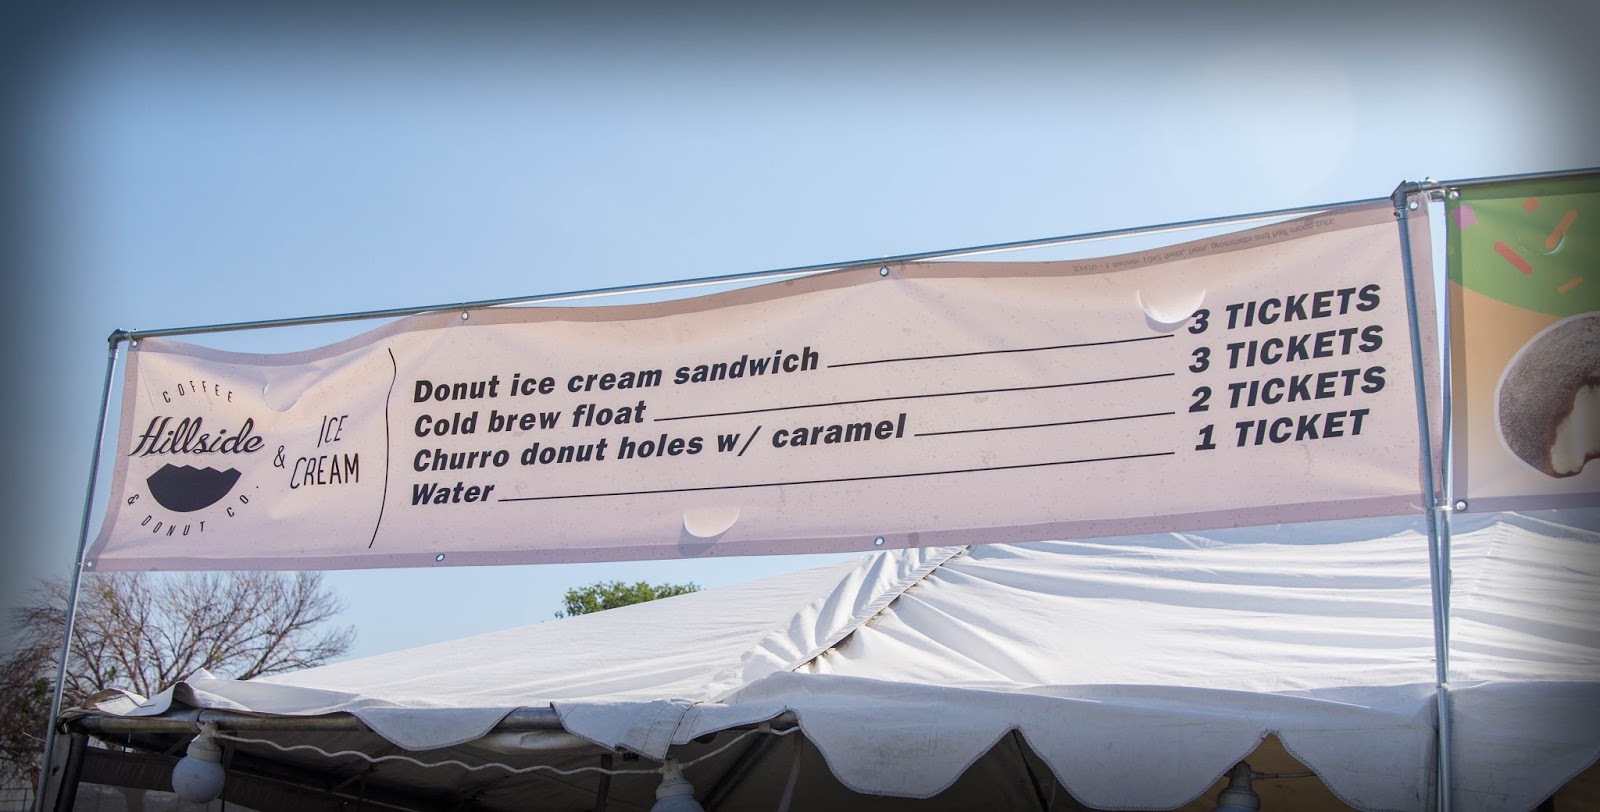 COFFEE
Hillside
& DONUT CO.
& ICE CREAM
Donut ice cream sandwich 3 TICKETS
Cold brew float 3 TICKETS
Churro donut holes w/ caramel 2 TICKETS
Water 1 TICKET